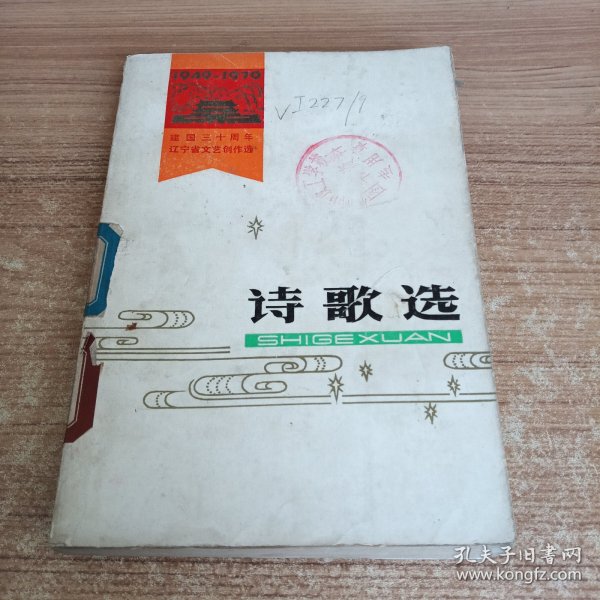 1949-1979
建国三十周年
辽宁省文艺创作选
VI227/9
诗歌选
SHIGEXUAN
孔夫子旧书网
www.kongfz.com